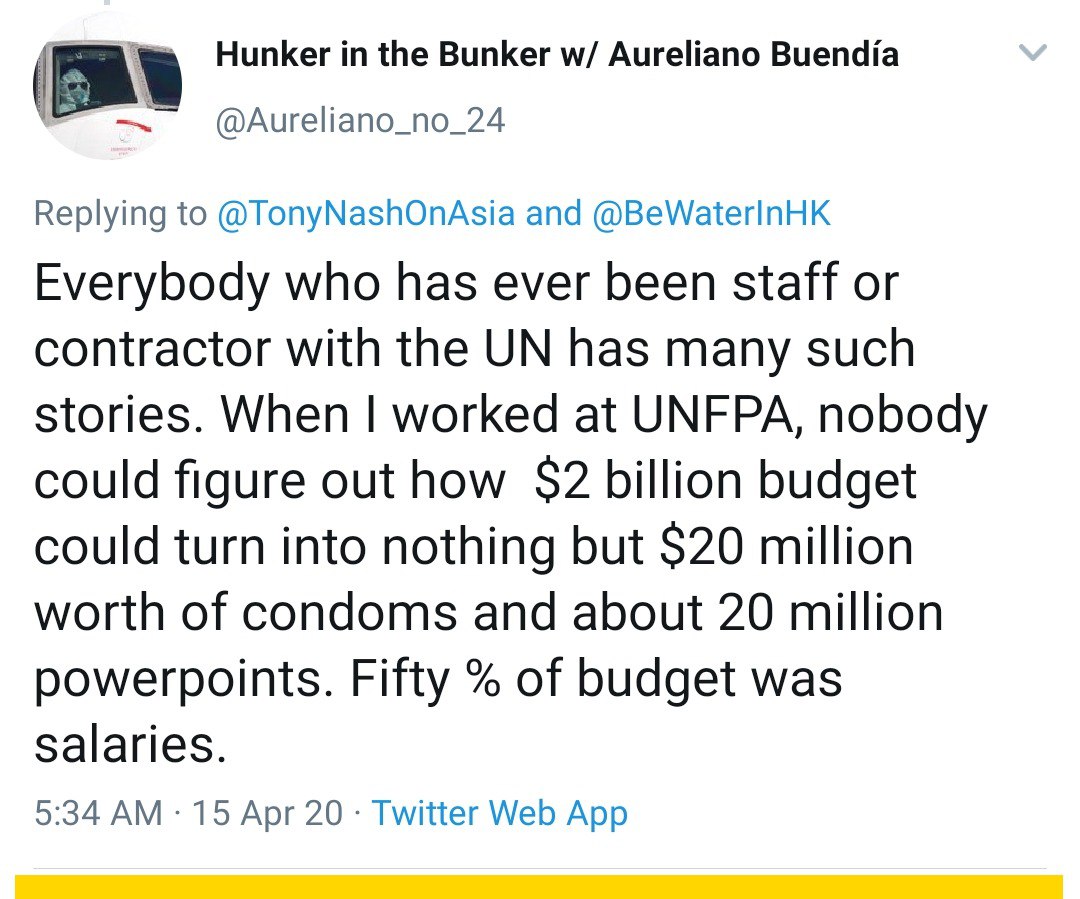 Hunker in the Bunker w/ Aureliano Buendía
@Aureliano_no_24
Replying to @TonyNashOnAsia and @BeWaterInHK
Everybody who has ever been staff or
contractor with the UN has many such
stories. When I worked at UNFPA, nobody
could figure out how  $2 billion budget
could turn into nothing but $20 million
worth of condoms and about 20 million
powerpoints. Fifty % of budget was
salaries.
5:34 AM · 15 Apr 20 · Twitter Web App